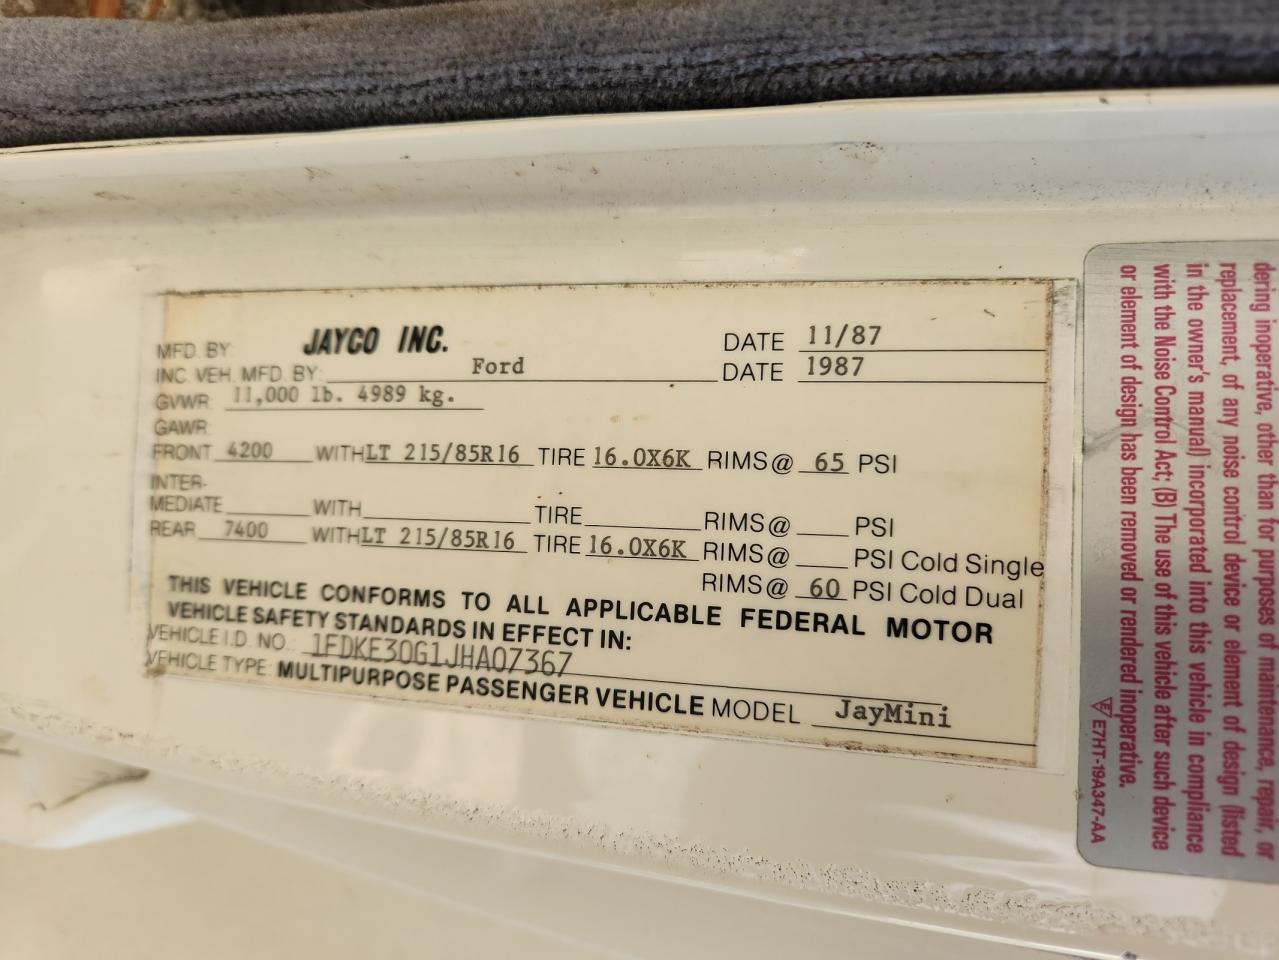 MFD. BY: JAYCO INC. DATE 11/87
INC. VEH. MFD. BY: Ford DATE 1987
GVWR: 11,000 lb. 4989 kg.
GAWR:
FRONT 4200 WITH LT 215/85R16 TIRE 16.0X6K RIMS@ 65 PSI
INTER-
MEDIATE WITH TIRE RIMS@ PSI
REAR 7400 WITH LT 215/85R16 TIRE 16.0X6K RIMS@ PSI Cold Single
RIMS@ 60 PSI Cold Dual
THIS VEHICLE CONFORMS TO ALL APPLICABLE FEDERAL MOTOR
VEHICLE SAFETY STANDARDS IN EFFECT IN:
VEHICLE I.D. NO.: 1FDKE30G1JHA07367
VEHICLE TYPE: MULTIPURPOSE PASSENGER VEHICLE MODEL JayMini
dering inoperative, other than for purposes of maintenance, repair, or
replacement, of any noise control device or element of design (listed
in the owner's manual) incorporated into this vehicle in compliance
with the Noise Control Act; (B) The use of this vehicle after such device
or element of design has been removed or rendered inoperative.
E7HT-19A347-AA